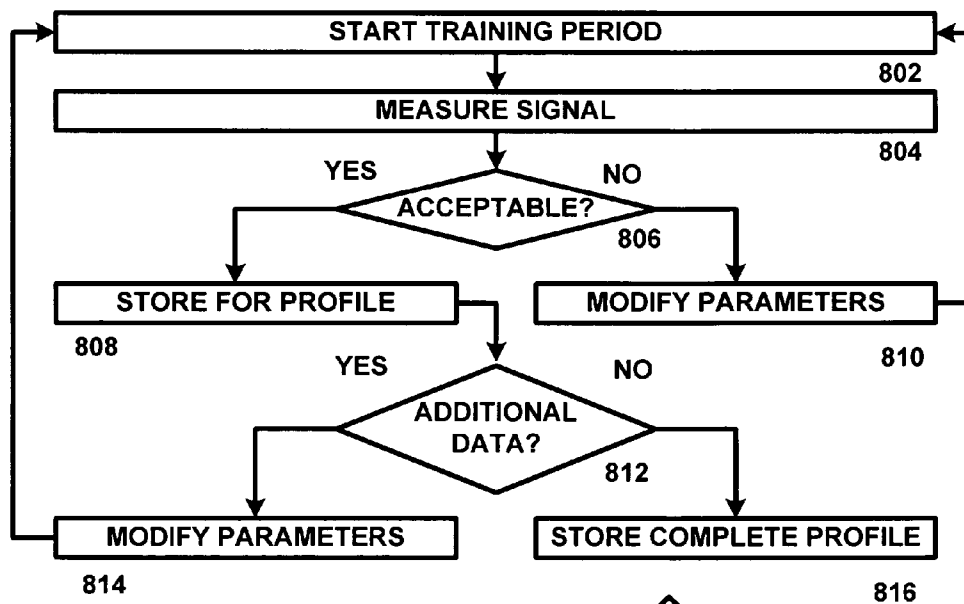 START TRAINING PERIOD
802
MEASURE SIGNAL
804
YES
NO
ACCEPTABLE?
806
STORE FOR PROFILE
MODIFY PARAMETERS
808
810
YES
NO
ADDITIONAL
DATA?
812
MODIFY PARAMETERS
STORE COMPLETE PROFILE
814
816